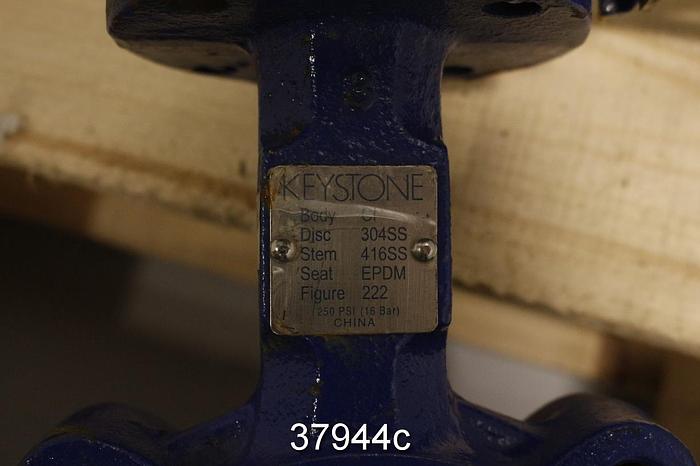 KEYSTONE
Body CI
Disc 304SS
Stem 416SS
Seat EPDM
Figure 222
250 PSI (16 Bar)
CHINA
37944c